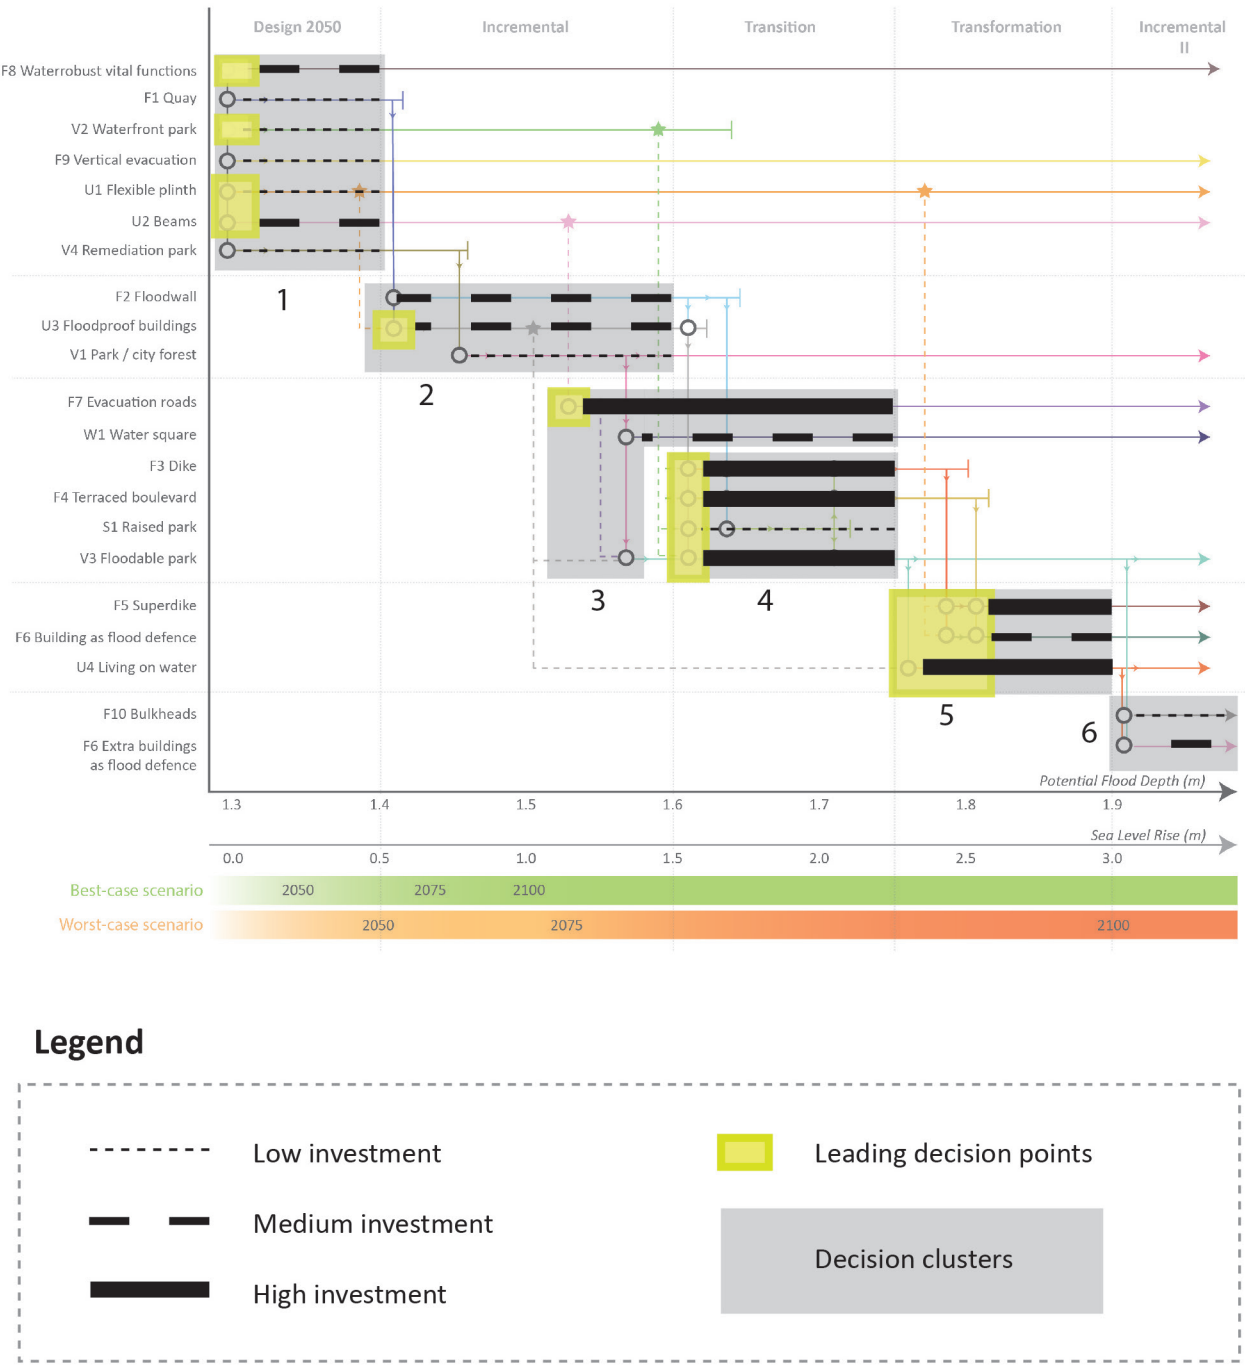 Design 2050
Incremental
Transition
Transformation
Incremental
II
F8 Waterrobust vital functions
F1 Quay
V2 Waterfront park
F9 Vertical evacuation
U1 Flexible plinth
U2 Beams
V4 Remediation park
1
F2 Floodwall
U3 Floodproof buildings
V1 Park / city forest
2
F7 Evacuation roads
W1 Water square
F3 Dike
F4 Terraced boulevard
S1 Raised park
V3 Floodable park
3
4
F5 Superdike
F6 Building as flood defence
U4 Living on water
5
6
F10 Bulkheads
F6 Extra buildings
as flood defence
Potential Flood Depth (m)
1.3 1.4 1.5 1.6 1.7 1.8 1.9
Sea Level Rise (m)
0.0 0.5 1.0 1.5 2.0 2.5 3.0
Best-case scenario 2050 2075 2100
Worst-case scenario 2050 2075 2100
Legend
Low investment
Medium investment
High investment
Leading decision points
Decision clusters